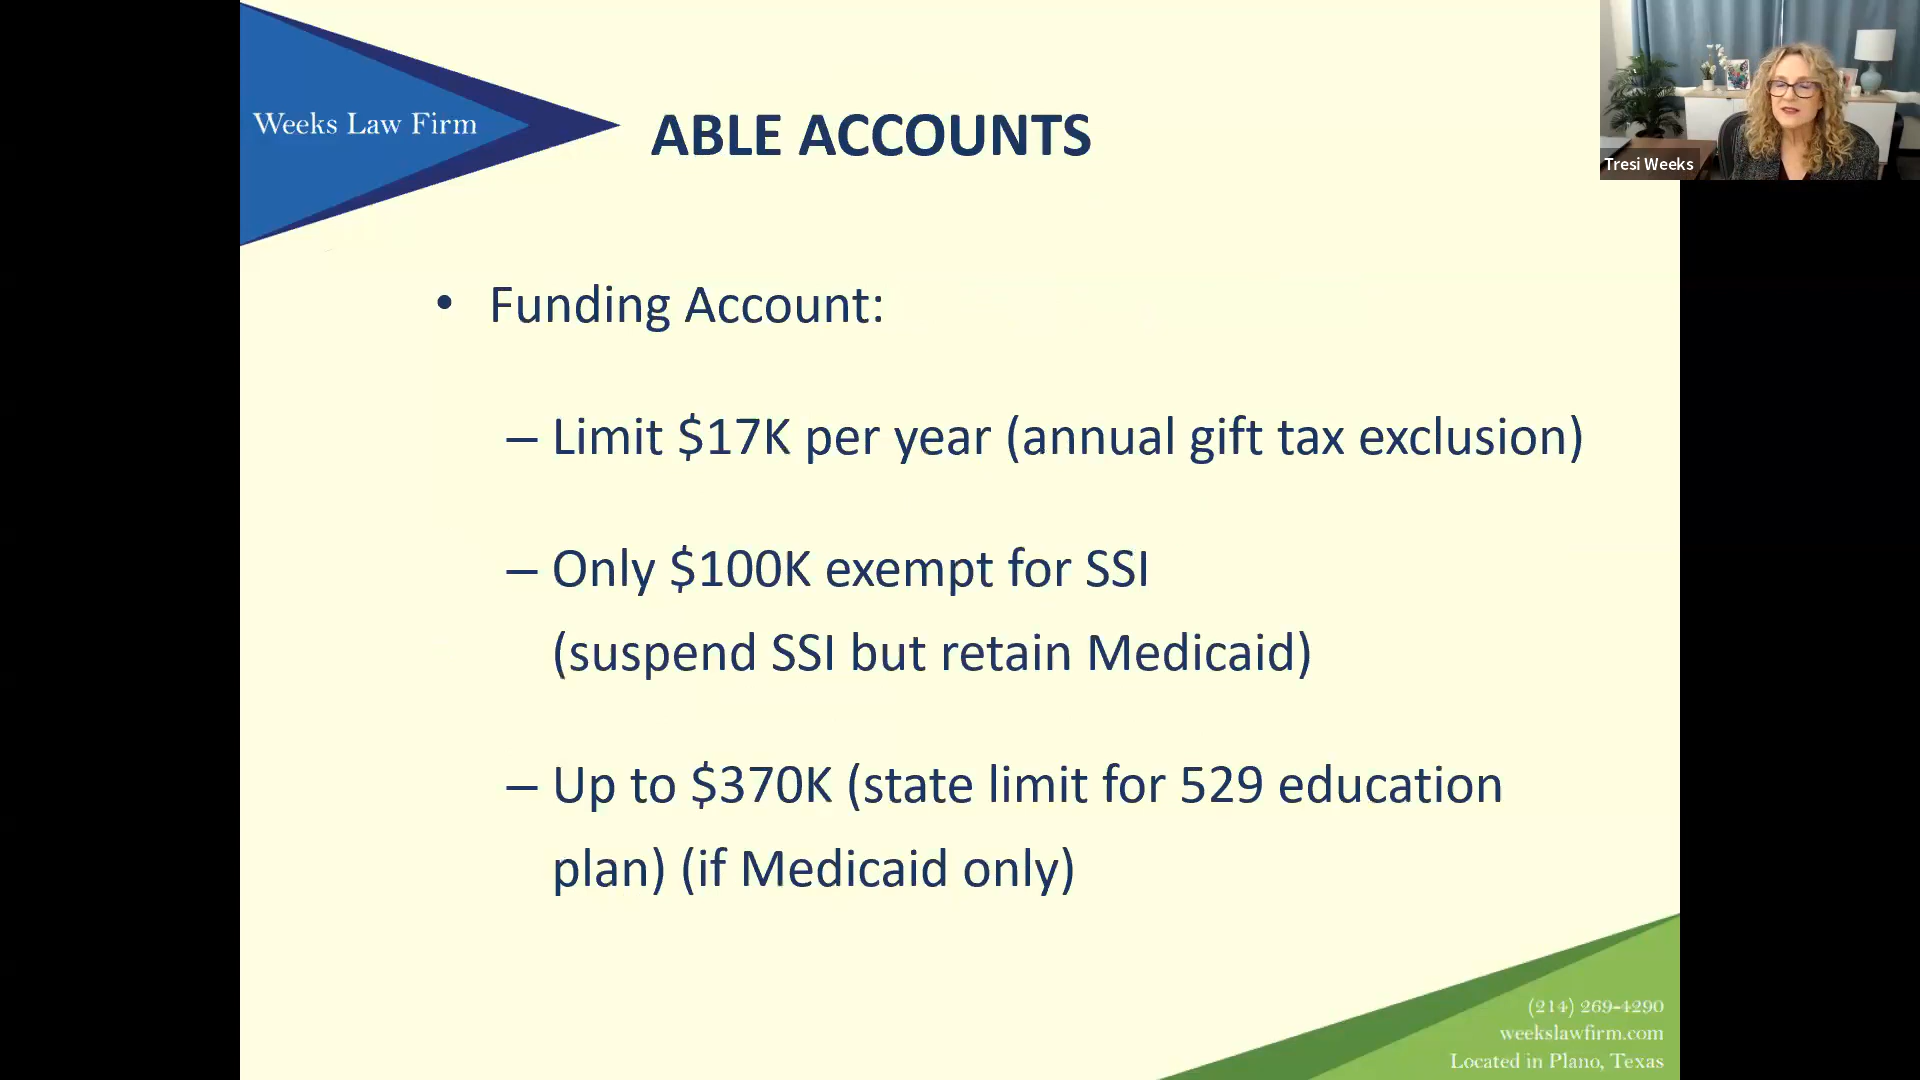 Weeks Law Firm
ABLE ACCOUNTS
Tresi Weeks
• Funding Account:
– Limit $17K per year (annual gift tax exclusion)
– Only $100K exempt for SSI
(suspend SSI but retain Medicaid)
– Up to $370K (state limit for 529 education
plan) (if Medicaid only)
(214) 269-4290
weekslawfirm.com
Located in Plano, Texas